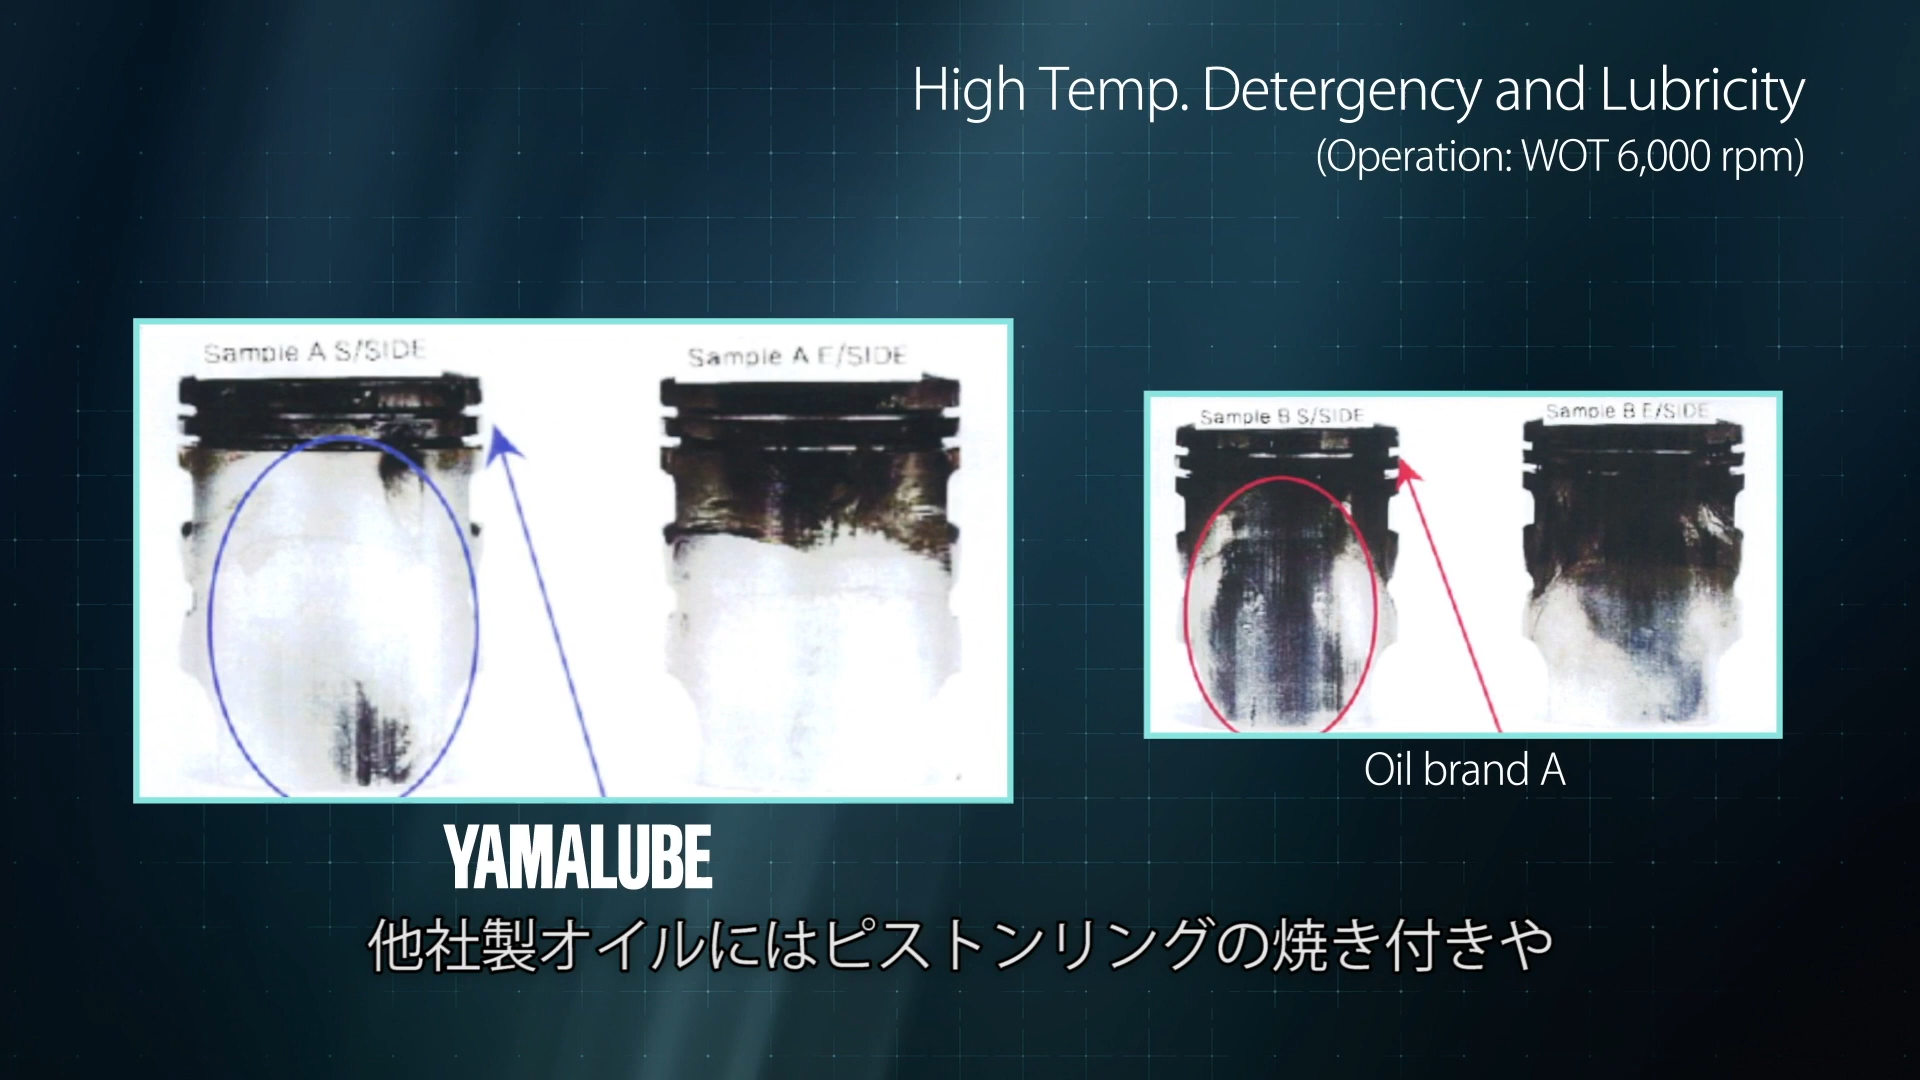 High Temp. Detergency and Lubricity
(Operation: WOT 6,000 rpm)
Sample A S/SIDE
Sample A E/SIDE
Sample B S/SIDE
Sample B E/SIDE
Oil brand A
YAMALUBE
他社製オイルにはピストンリングの焼き付きや